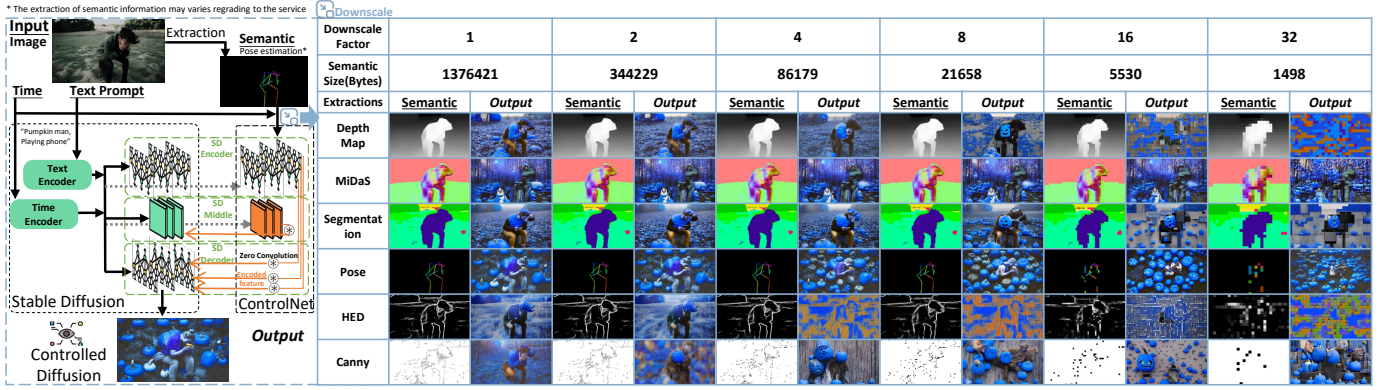 * The extraction of semantic information may varies regrading to the service
Downscale
Input
Image
Extraction
Semantic
Pose estimation*
Time
Text Prompt
"Pumpkin man,
Playing phone"
SD
Encoder
Text
Encoder
Time
Encoder
SD
Middle
SD
Decoder
Zero Convolution
Encoded
feature
Stable Diffusion
ControlNet
Controlled
Diffusion
Output
Downscale
Factor
1
2
4
8
16
32
Semantic
Size(Bytes)
1376421
344229
86179
21658
5530
1498
Extractions
Semantic
Output
Semantic
Output
Semantic
Output
Semantic
Output
Semantic
Output
Semantic
Output
Depth
Map
MiDaS
Segmentat
ion
Pose
HED
Canny